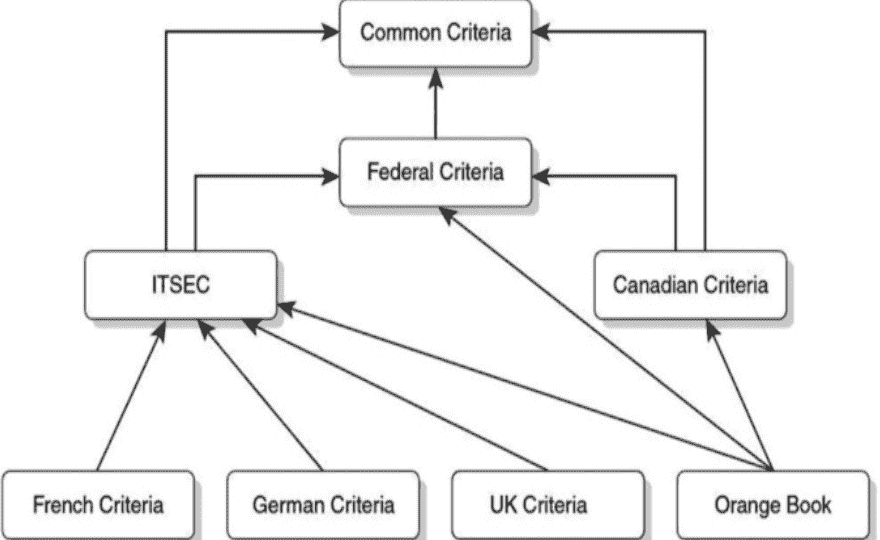 Common Criteria
Federal Criteria
ITSEC
Canadian Criteria
French Criteria
German Criteria
UK Criteria
Orange Book